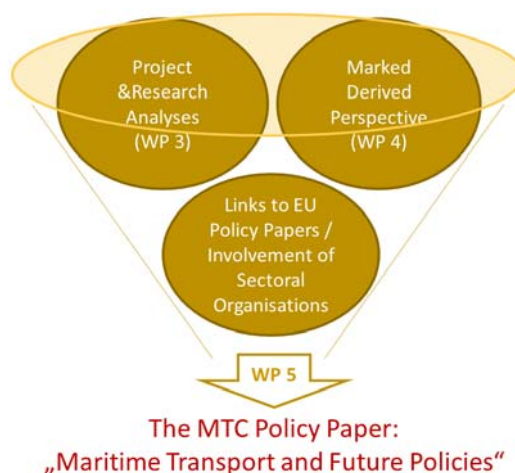 Project
&Research
Analyses
(WP 3)
Marked
Derived
Perspective
(WP 4)
Links to EU
Policy Papers /
Involvement of
Sectoral
Organisations
WP 5
The MTC Policy Paper:
„Maritime Transport and Future Policies“